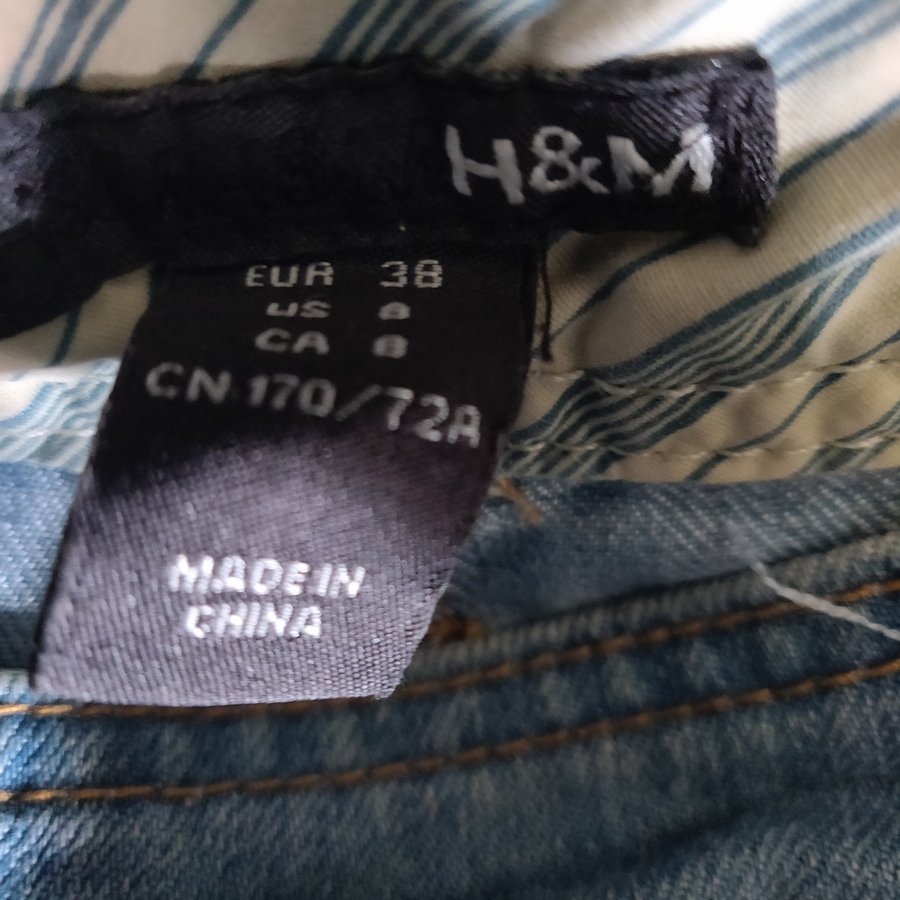 H&M
EUR 38
US 8
CA 8
CN 170/72A
MADE IN
CHINA